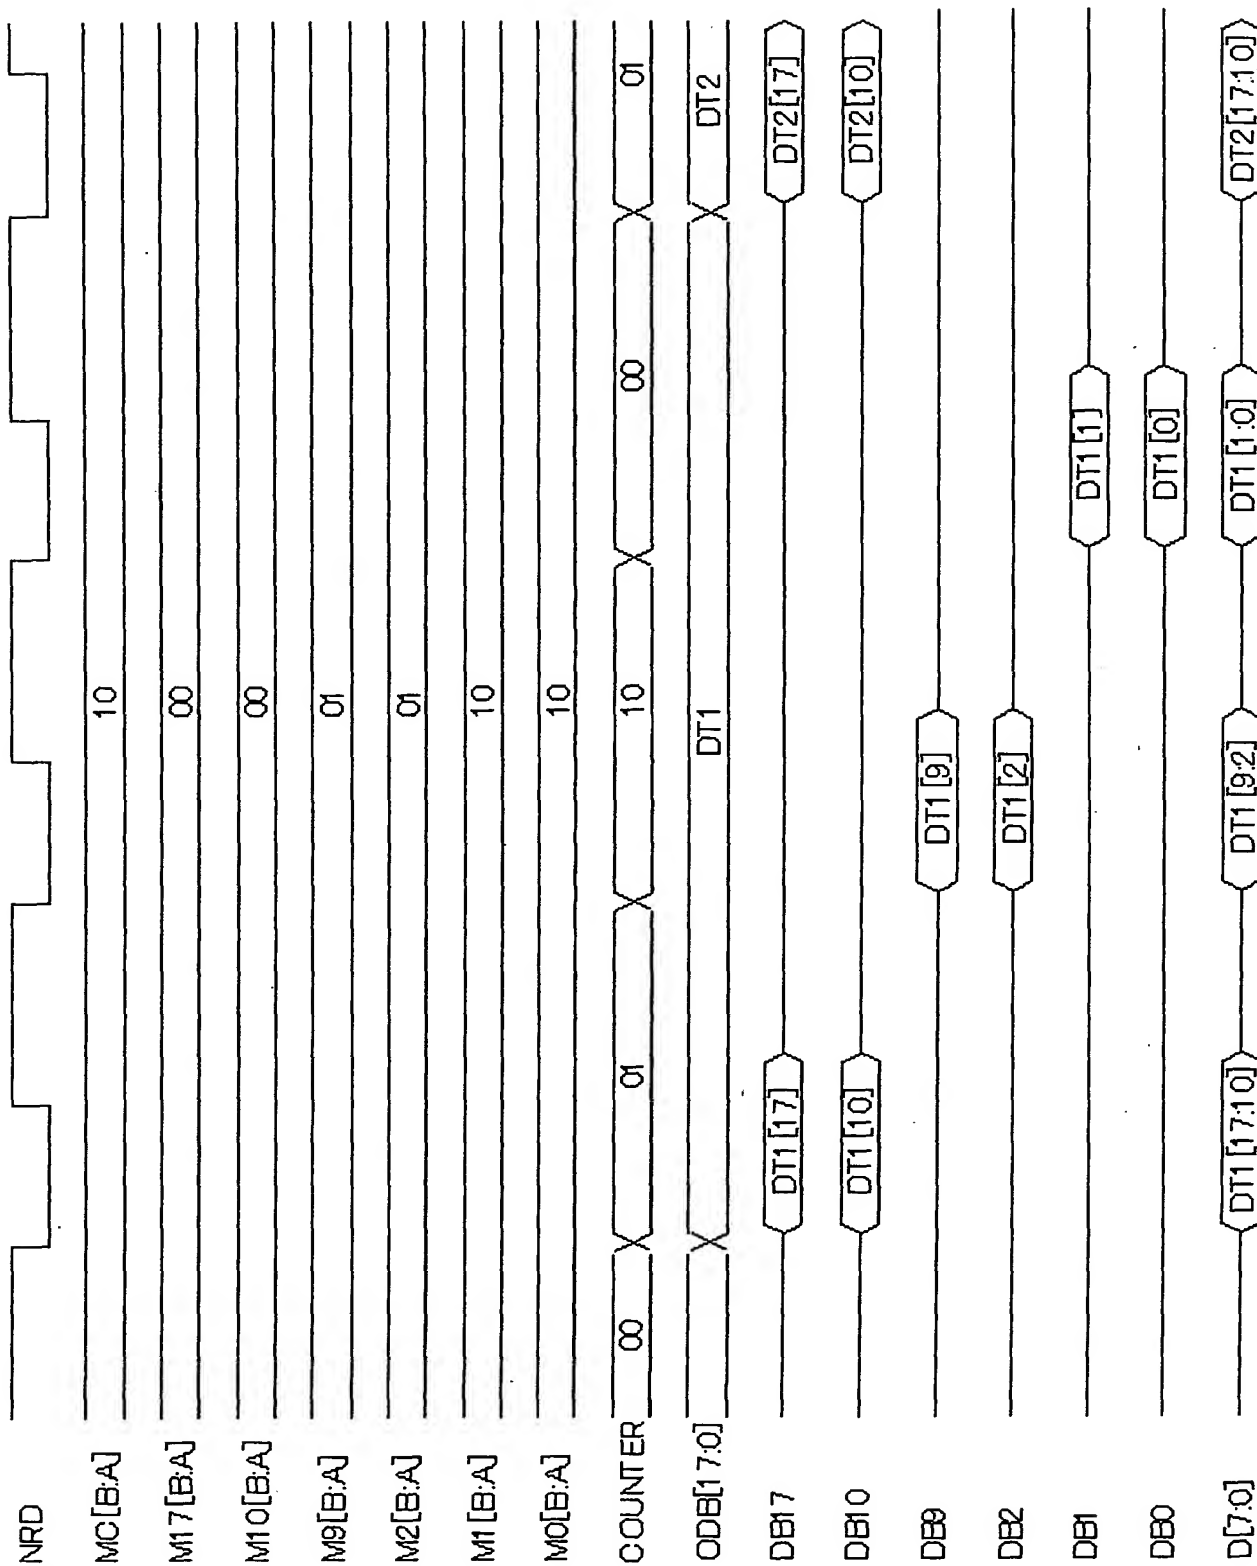 NRD
MC[B:A] 10
M17[B:A] 00
M10[B:A] 00
M9[B:A] 01
M2[B:A] 01
M1[B:A] 10
M0[B:A] 10
COUNTER 00 01 10 00 01
ODB[17:0] DT1 DT2
DB17 DT1[17] DT2[17]
DB10 DT1[10] DT2[10]
DB9 DT1[9]
DB2 DT1[2]
DB1 DT1[1]
DB0 DT1[0]
D[7:0] DT1[17:10] DT1[9:2] DT1[1:0] DT2[17:10]